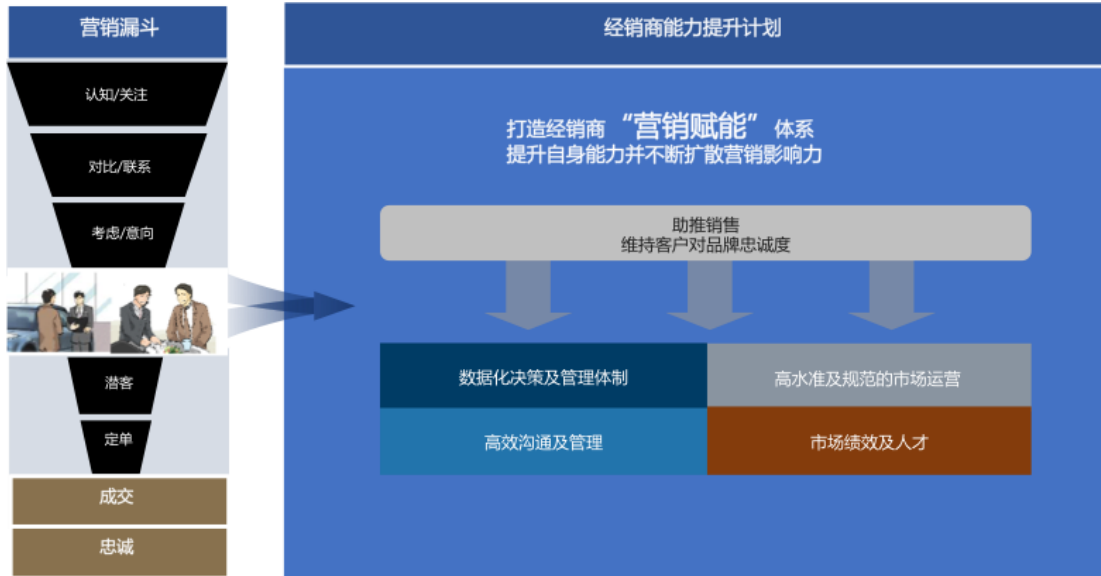 营销漏斗
认知/关注
对比/联系
考虑/意向
潜客
定单
成交
忠诚
经销商能力提升计划
打造经销商“营销赋能”体系
提升自身能力并不断扩散营销影响力
助推销售
维持客户对品牌忠诚度
数据化决策及管理体制
高水准及规范的市场运营
高效沟通及管理
市场绩效及人才